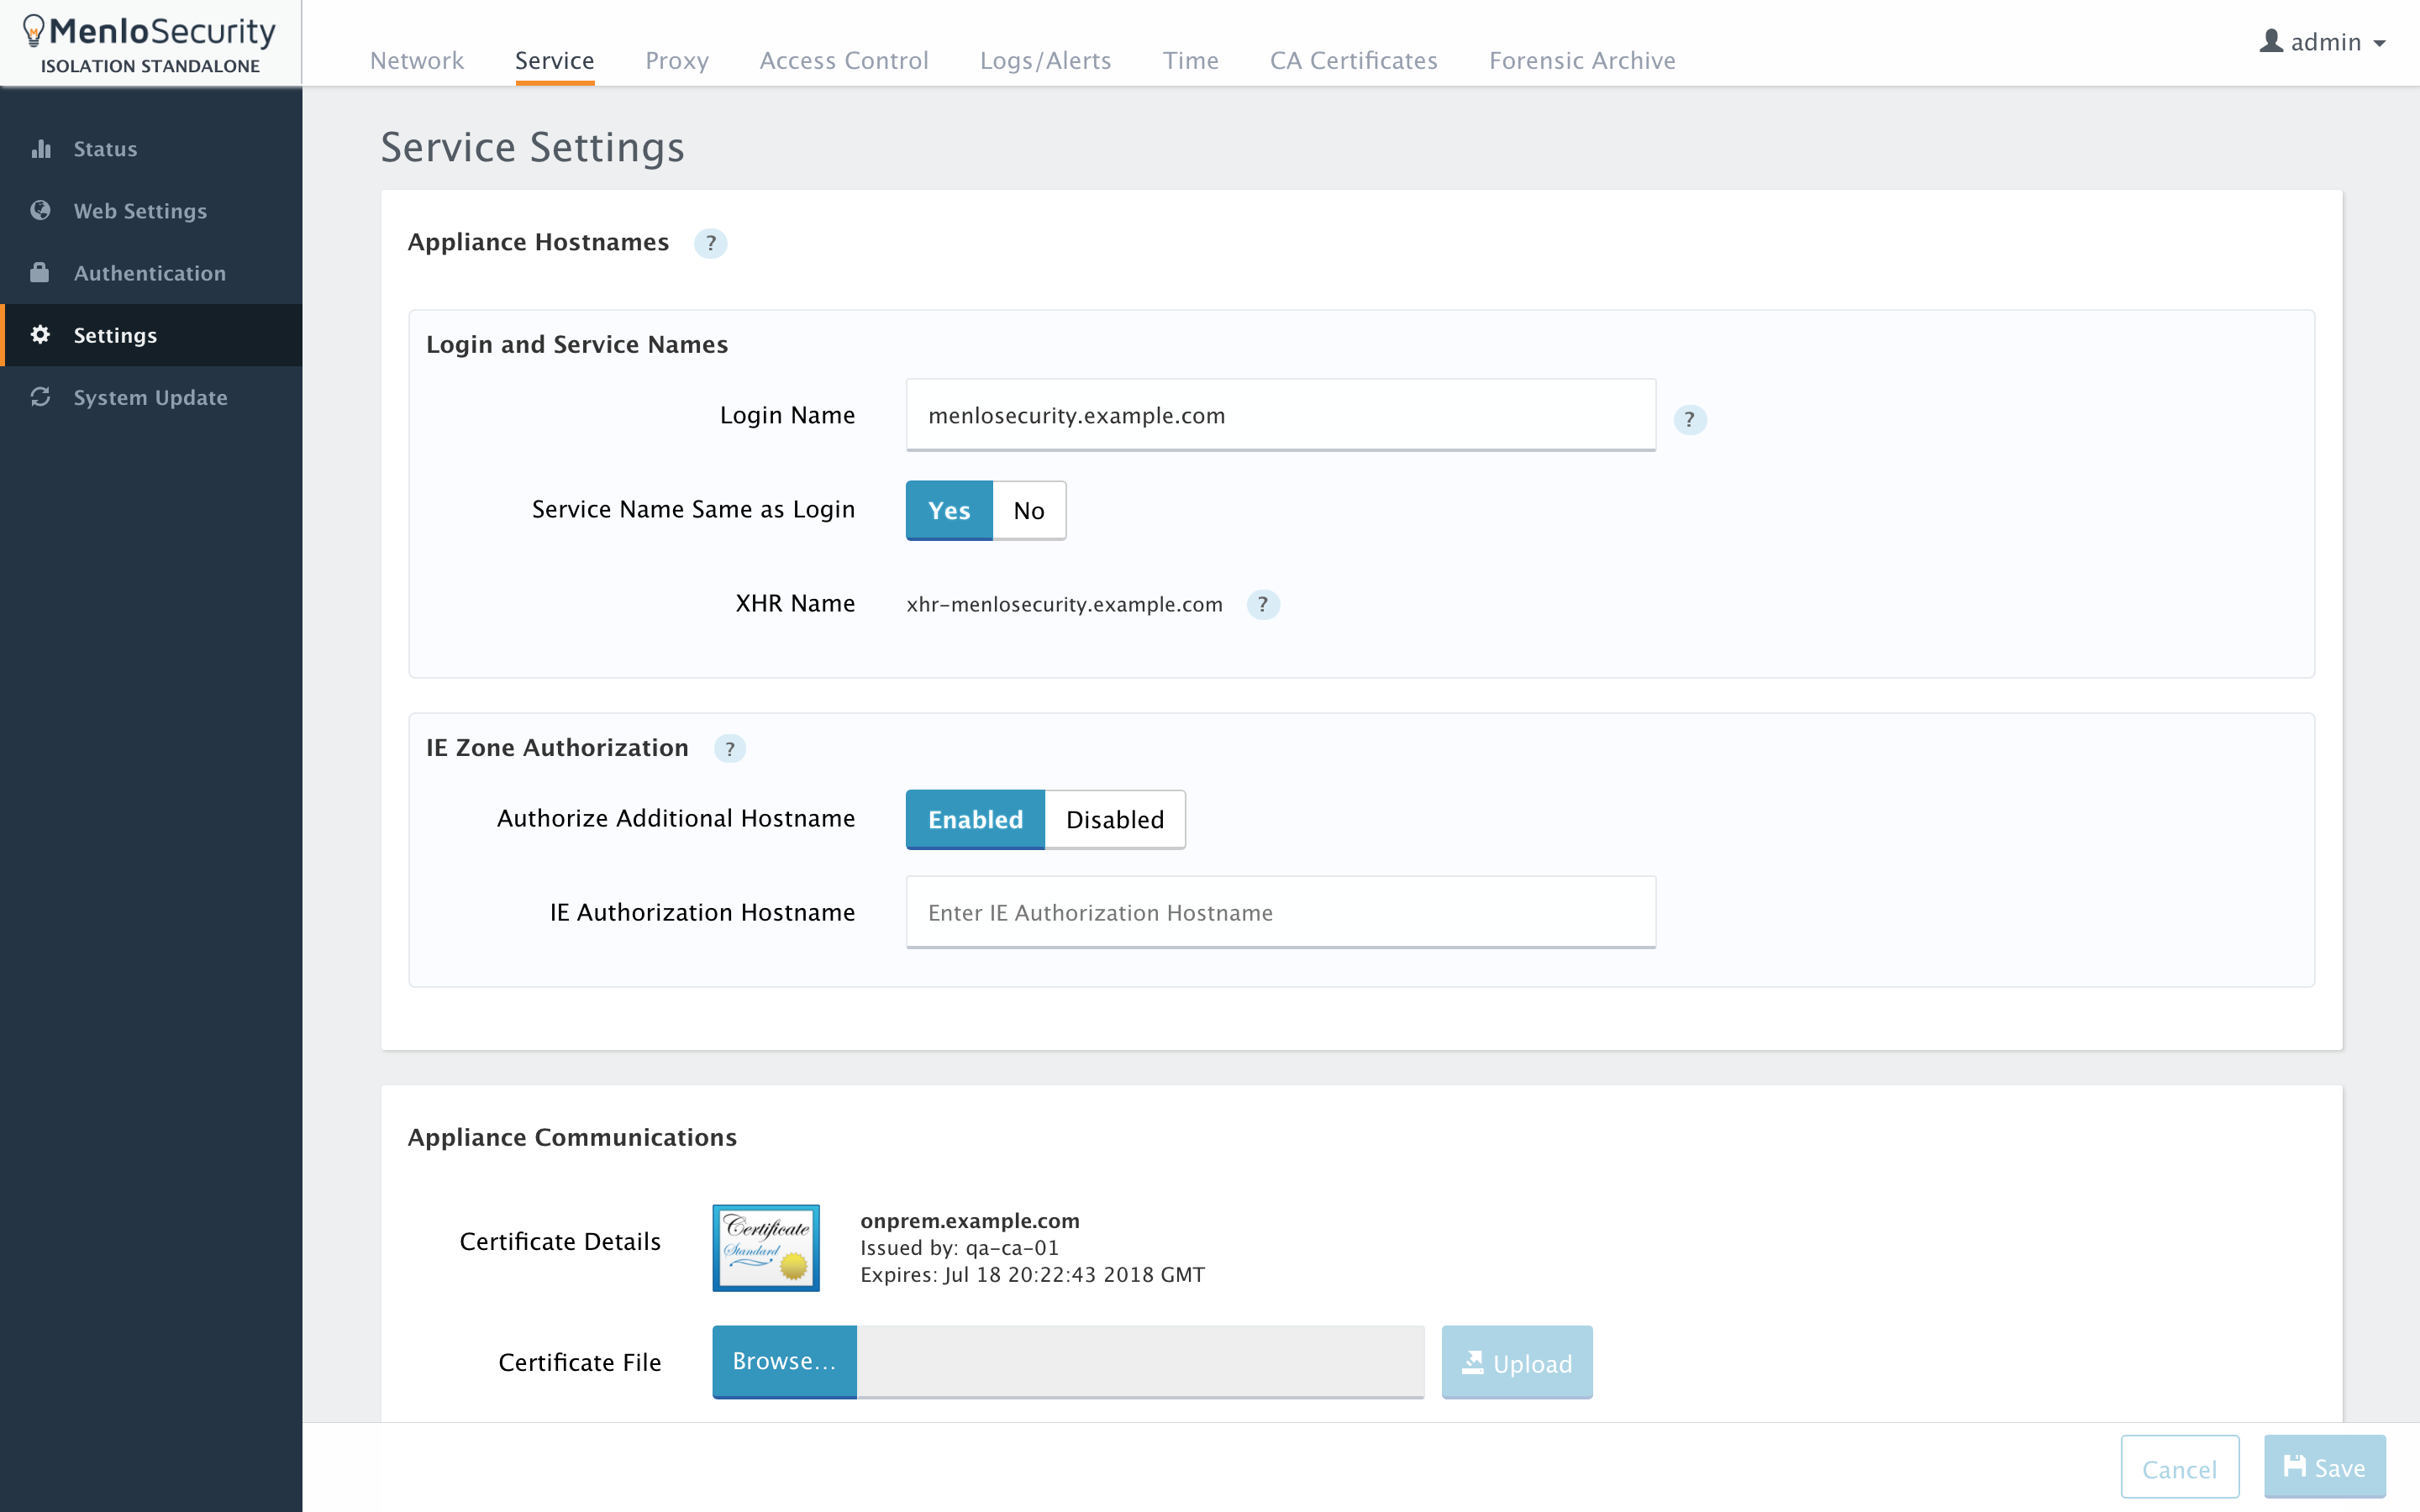 MenloSecurity
ISOLATION STANDALONE
Network Service Proxy Access Control Logs/Alerts Time CA Certificates Forensic Archive
admin
Status
Web Settings
Authentication
Settings
System Update
Service Settings
Appliance Hostnames ?
Login and Service Names
Login Name menlosecurity.example.com ?
Service Name Same as Login Yes No
XHR Name xhr-menlosecurity.example.com ?
IE Zone Authorization ?
Authorize Additional Hostname Enabled Disabled
IE Authorization Hostname Enter IE Authorization Hostname
Appliance Communications
Certificate Details
Certificate
Standard
onprem.example.com
Issued by: qa-ca-01
Expires: Jul 18 20:22:43 2018 GMT
Certificate File Browse... Upload
Cancel Save